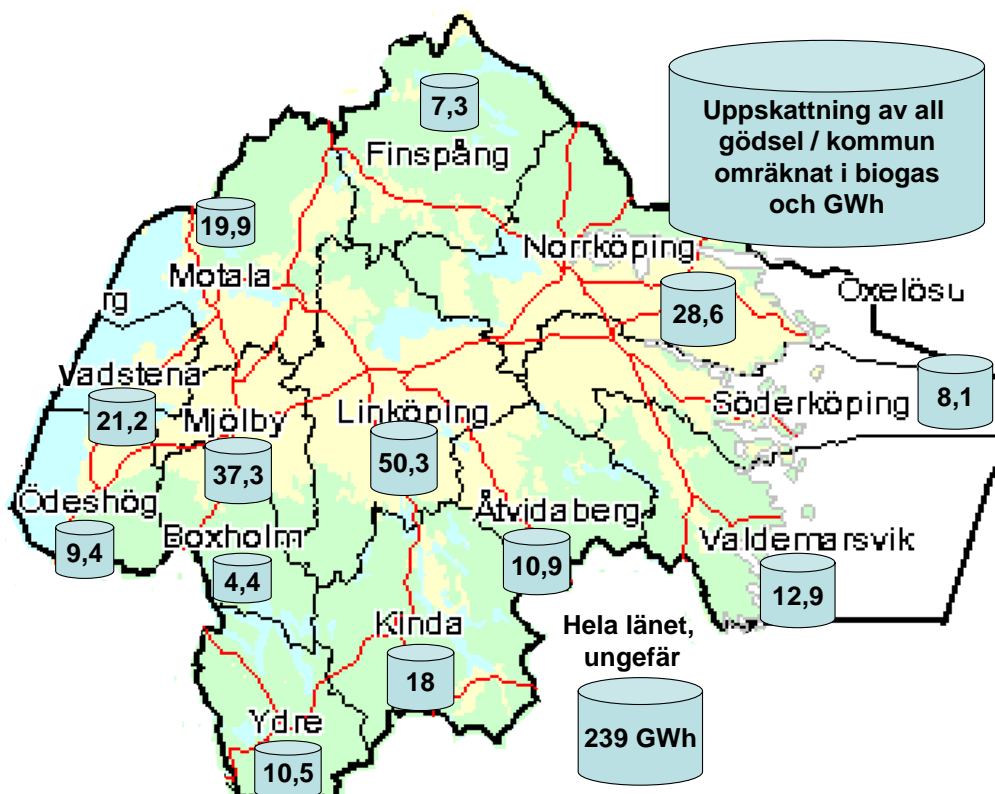 7,3
Uppskattning av all
gödsel / kommun
omräknat i biogas
och GWh
Finspång
19,9
Norrköping
Motala
28,6
Oxelösu
rg
Vadstena
21,2
Mjölby
37,3
Linköping
50,3
Söderköping
8,1
Ödeshög
9,4
Boxholm
4,4
Åtvidaberg
10,9
Valdemarsvik
12,9
Kinda
18
Hela länet,
ungefär
239 GWh
Ydre
10,5